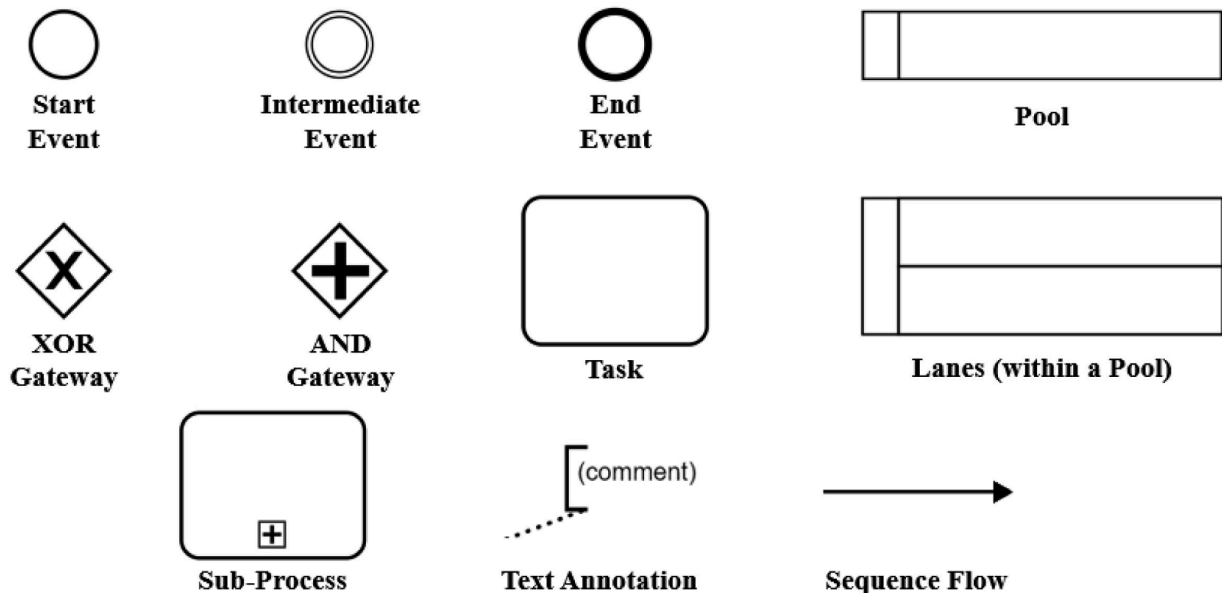 Start
Event
Intermediate
Event
End
Event
Pool
X
XOR
Gateway
AND
Gateway
Task
Lanes (within a Pool)
(comment)
Sub-Process
Text Annotation
Sequence Flow